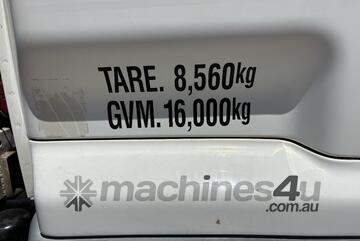 TARE. 8,560kg
GVM. 16,000kg
machines4u
.com.au